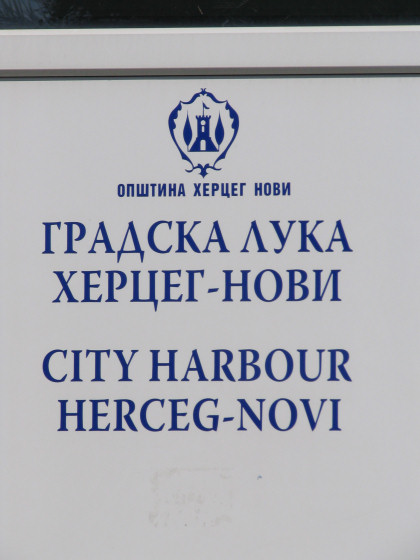 ОПШТИНА ХЕРЦЕГ НОВИ
ГРАДСКА ЛУКА
ХЕРЦЕГ-НОВИ
CITY HARBOUR
HERCEG-NOVI